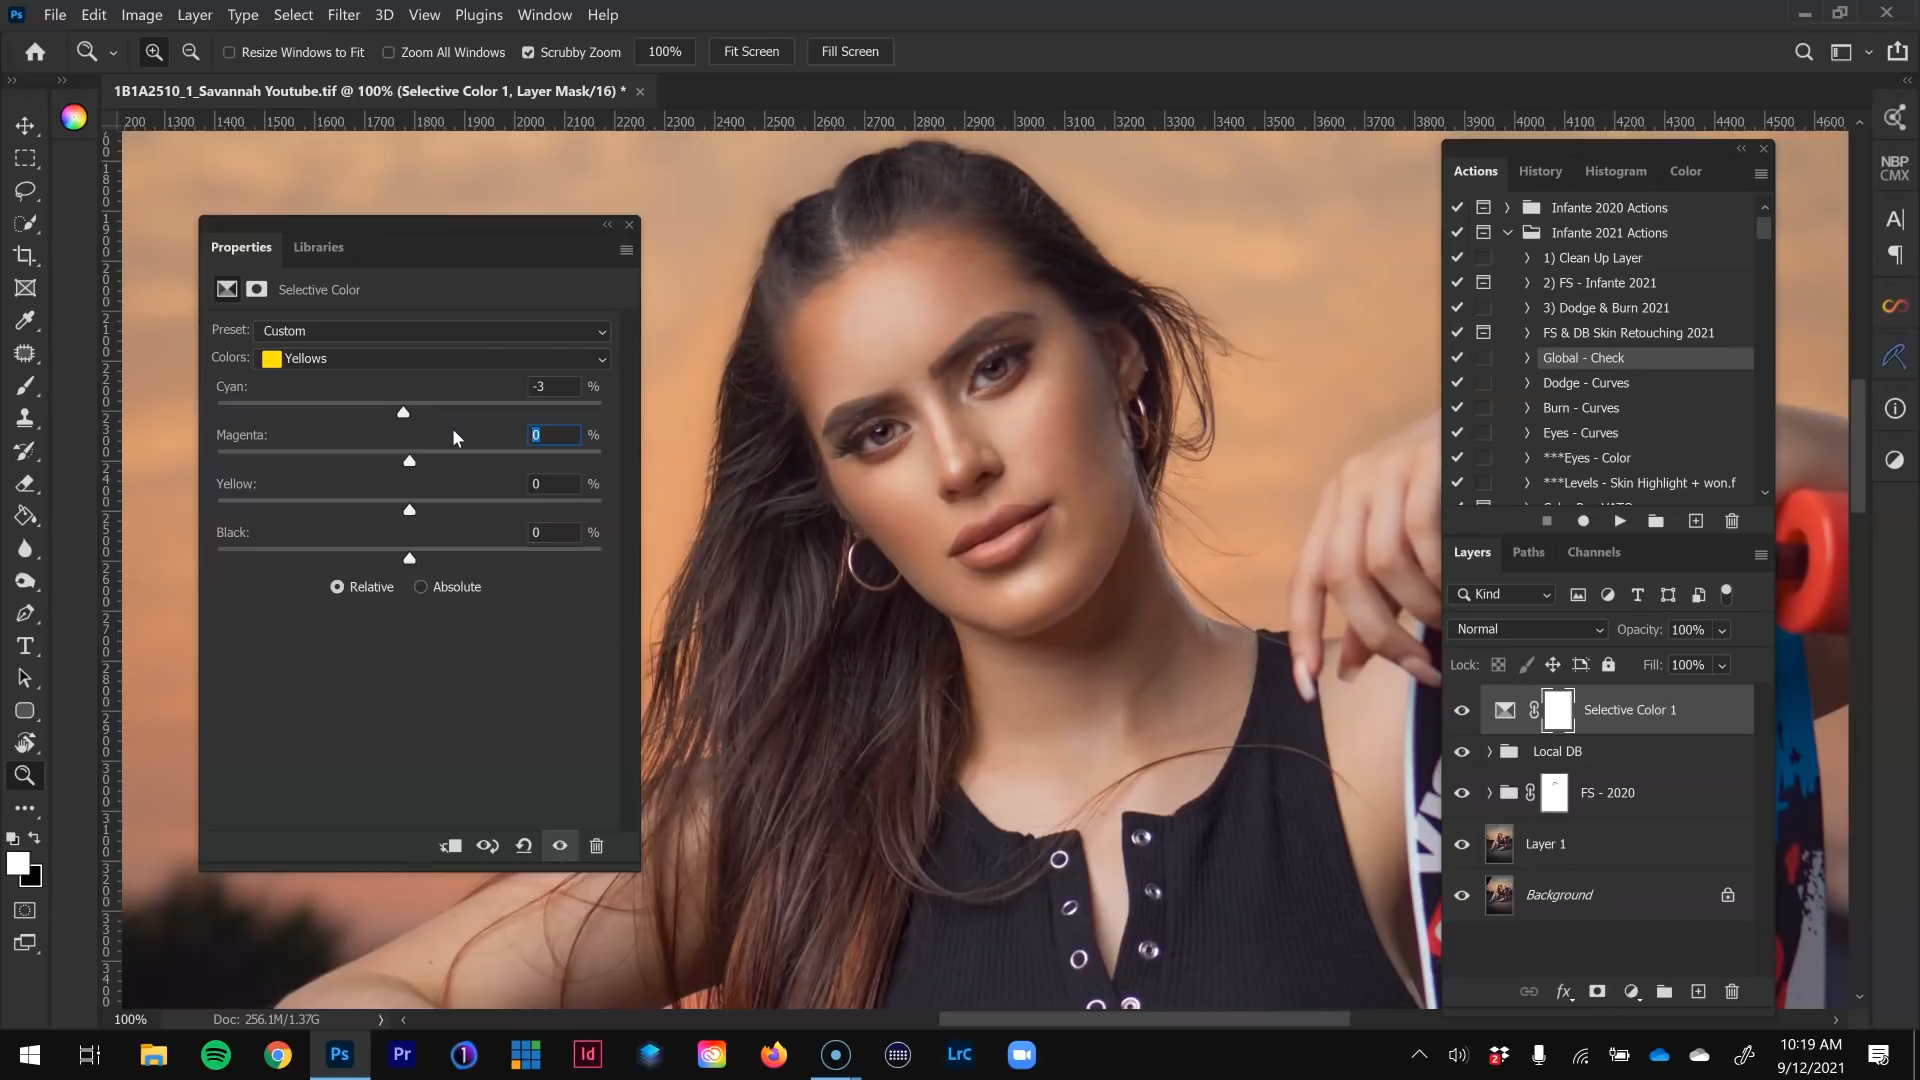 Ps File Edit Image Layer Type Select Filter 3D View Plugins Window Help
Resize Windows to Fit Zoom All Windows Scrubby Zoom 100% Fit Screen Fill Screen
1B1A2510_1_Savannah Youtube.tif @ 100% (Selective Color 1, Layer Mask/16) *
200 1300 1400 1500 1600 1700 1800 1900 2000 2100 2200 2300 2400 2500 2600 2700 2800 2900 3000 3100 3200 3300 3400 3500 3600 3700 3800 3900 4000 4100 4200 4300 4400 4500 4600
Properties Libraries
Selective Color
Preset: Custom
Colors: Yellows
Cyan: -3 %
Magenta: 0 %
Yellow: 0 %
Black: 0 %
Relative Absolute
Actions History Histogram Color
Infante 2020 Actions
Infante 2021 Actions
1) Clean Up Layer
2) FS - Infante 2021
3) Dodge & Burn 2021
FS & DB Skin Retouching 2021
Global - Check
Dodge - Curves
Burn - Curves
Eyes - Curves
***Eyes - Color
***Levels - Skin Highlight + won.f
NBP
CMX
Layers Paths Channels
Kind
Normal Opacity: 100%
Lock: Fill: 100%
Selective Color 1
Local DB
FS - 2020
Layer 1
Background
100% Doc: 256.1M/1.37G
Ps Pr Id LrC
10:19 AM
9/12/2021